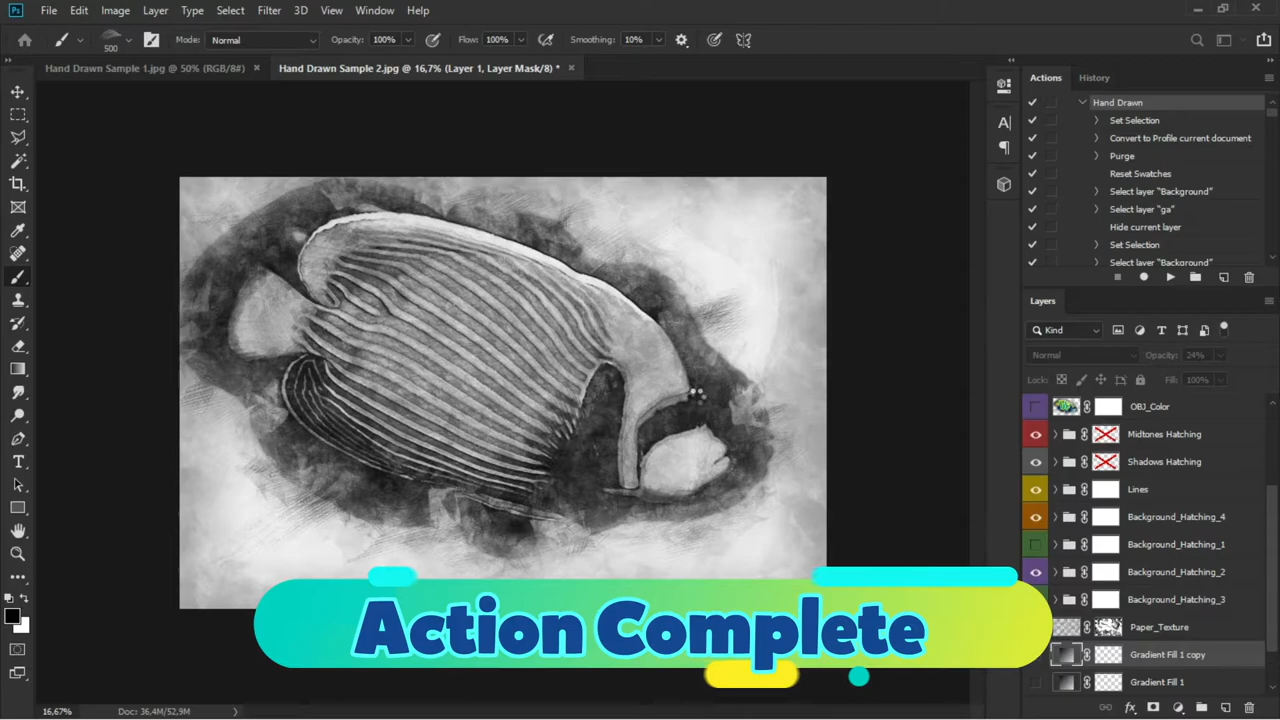 Ps File Edit Image Layer Type Select Filter 3D View Window Help
500 Mode: Normal Opacity: 100% Flow: 100% Smoothing: 10%
Hand Drawn Sample 1.jpg @ 50% (RGB/8#) Hand Drawn Sample 2.jpg @ 16,7% (Layer 1, Layer Mask/8) *
Actions History
Hand Drawn
Set Selection
Convert to Profile current document
Purge
Reset Swatches
Select layer "Background"
Select layer "ga"
Hide current layer
Set Selection
Select layer "Background"
Layers
Kind
Normal Opacity: 24%
Lock: Fill: 100%
OBJ_Color
Midtones Hatching
Shadows Hatching
Lines
Background_Hatching_4
Background_Hatching_1
Background_Hatching_2
Background_Hatching_3
Paper_Texture
Gradient Fill 1 copy
Gradient Fill 1
Action Complete
16,67% Doc: 36,4M/52,9M